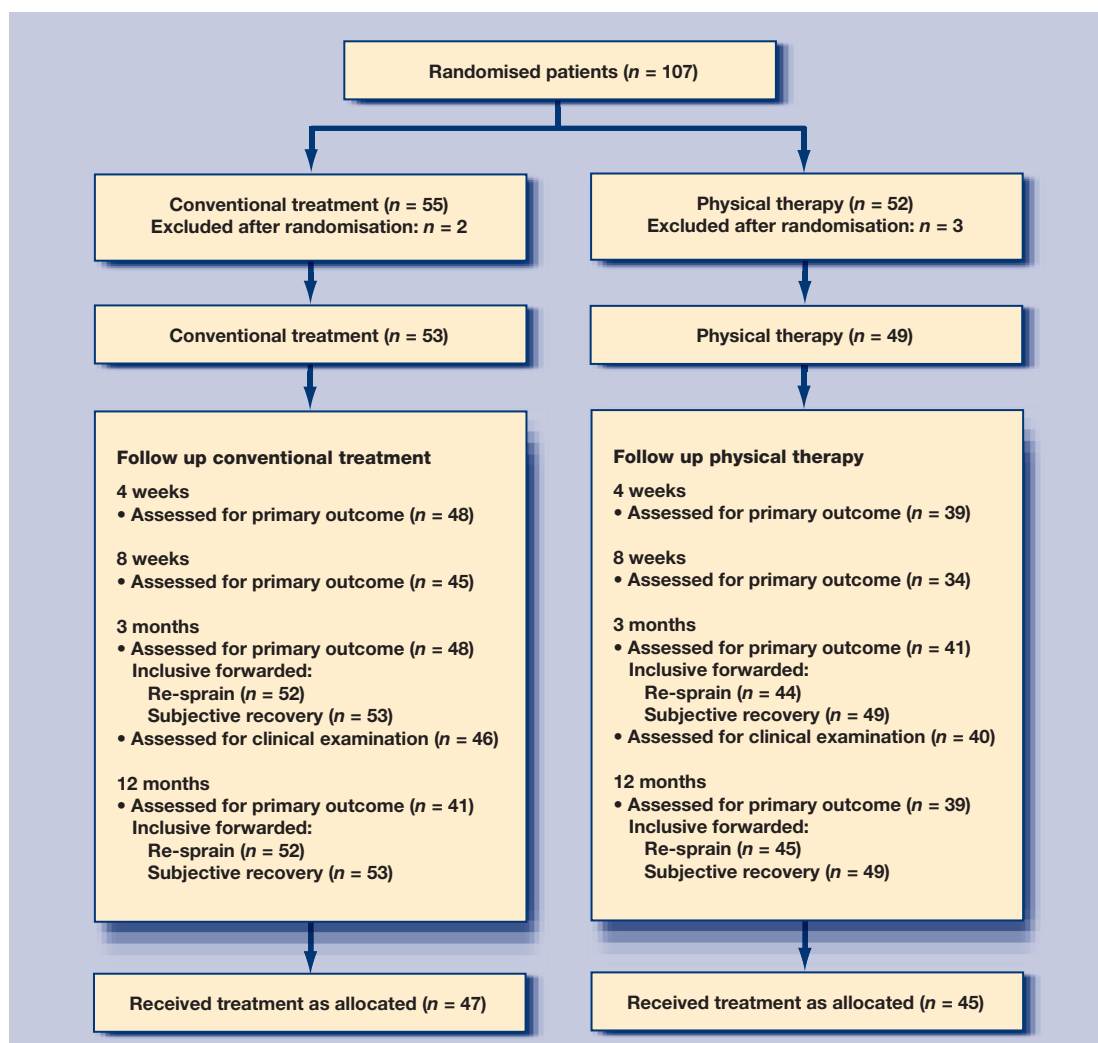 Randomised patients (n = 107)
Conventional treatment (n = 55)
Excluded after randomisation: n = 2
Physical therapy (n = 52)
Excluded after randomisation: n = 3
Conventional treatment (n = 53)
Physical therapy (n = 49)
Follow up conventional treatment
4 weeks
• Assessed for primary outcome (n = 48)
8 weeks
• Assessed for primary outcome (n = 45)
3 months
• Assessed for primary outcome (n = 48)
Inclusive forwarded:
Re-sprain (n = 52)
Subjective recovery (n = 53)
• Assessed for clinical examination (n = 46)
12 months
• Assessed for primary outcome (n = 41)
Inclusive forwarded:
Re-sprain (n = 52)
Subjective recovery (n = 53)
Follow up physical therapy
4 weeks
• Assessed for primary outcome (n = 39)
8 weeks
• Assessed for primary outcome (n = 34)
3 months
• Assessed for primary outcome (n = 41)
Inclusive forwarded:
Re-sprain (n = 44)
Subjective recovery (n = 49)
• Assessed for clinical examination (n = 40)
12 months
• Assessed for primary outcome (n = 39)
Inclusive forwarded:
Re-sprain (n = 45)
Subjective recovery (n = 49)
Received treatment as allocated (n = 47)
Received treatment as allocated (n = 45)